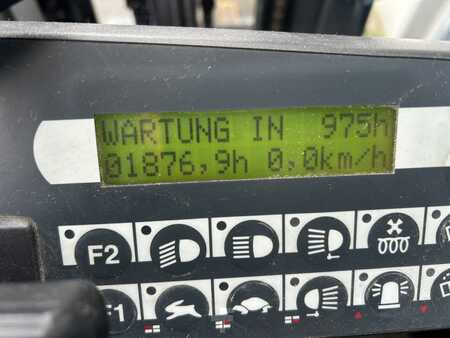 WARTUNG IN 975h
01876,9h 0,0km/h
F2
F1